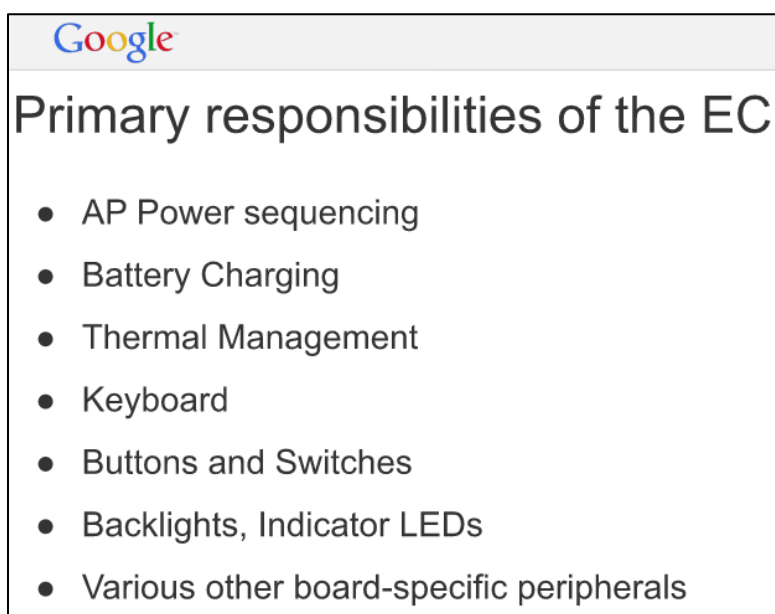 Google
Primary responsibilities of the EC
● AP Power sequencing
● Battery Charging
● Thermal Management
● Keyboard
● Buttons and Switches
● Backlights, Indicator LEDs
● Various other board-specific peripherals